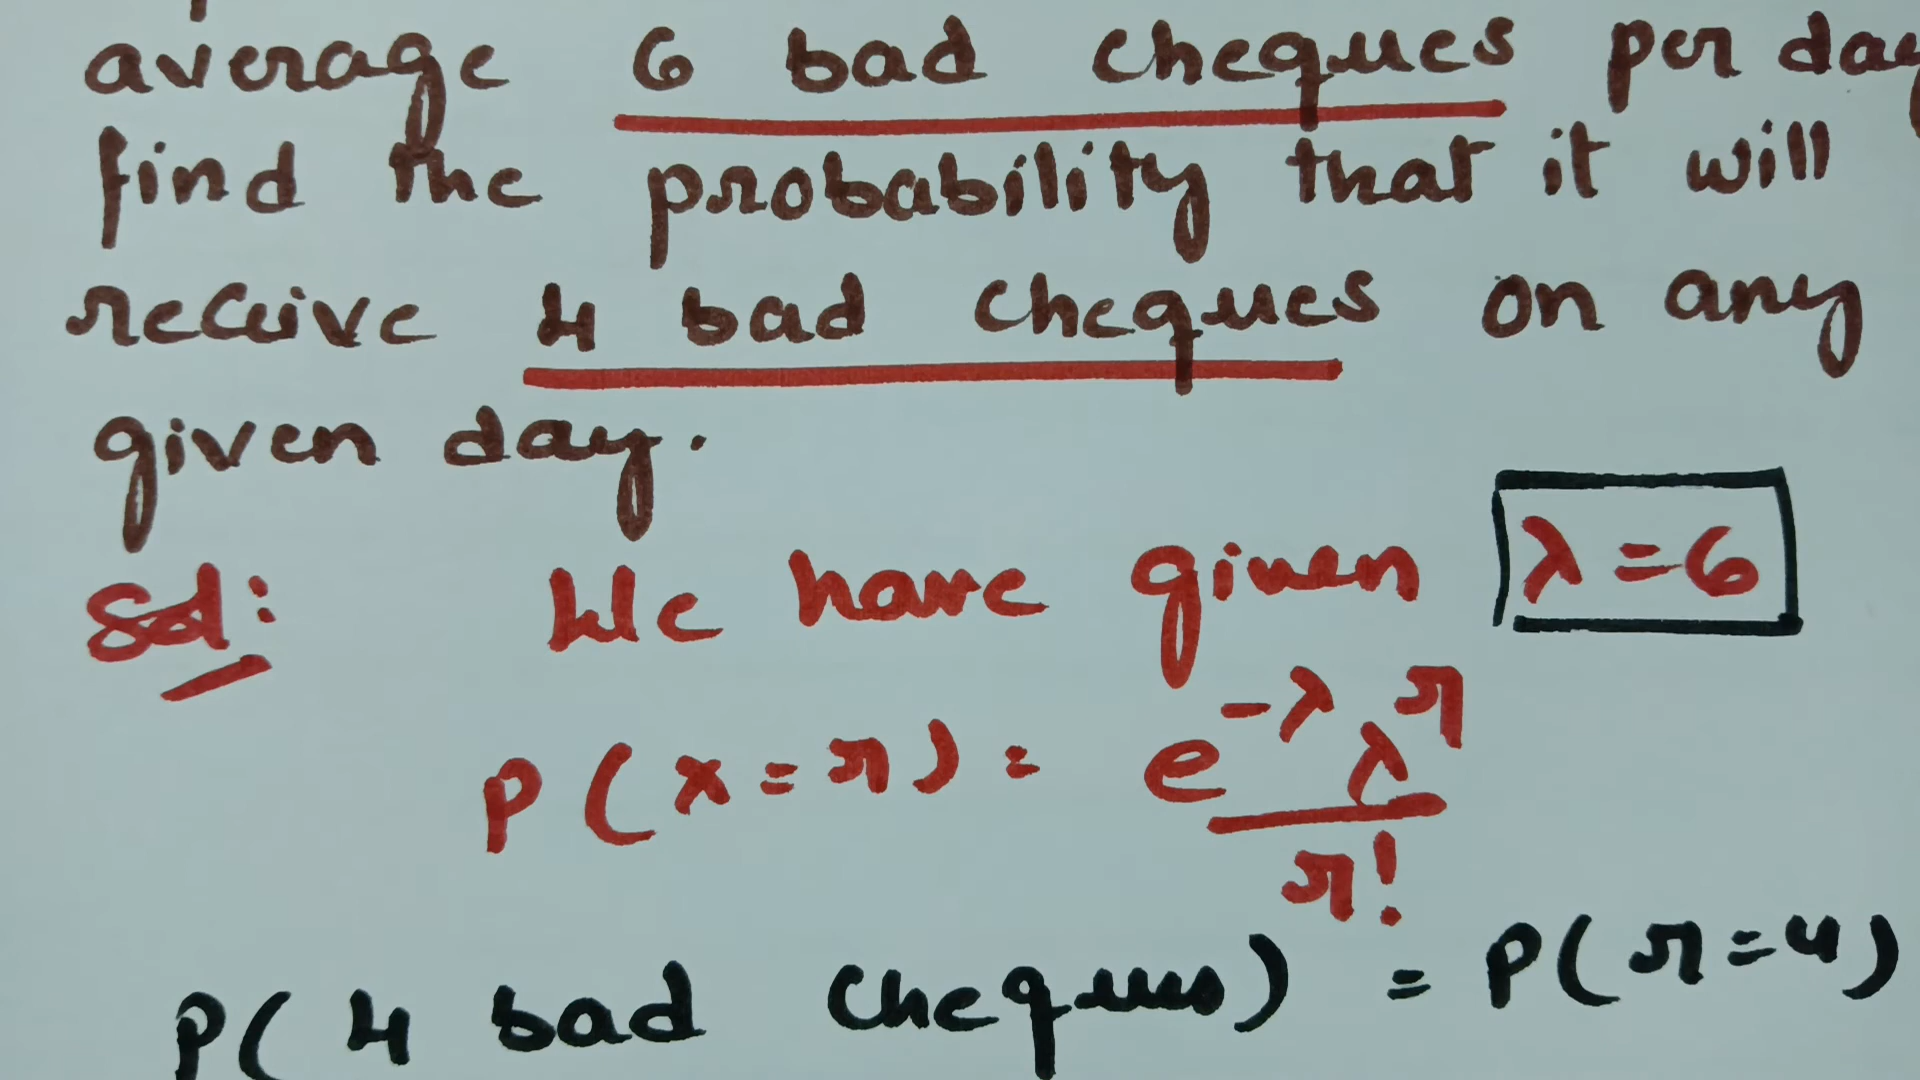 average 6 bad cheques per day
find the probability that it will
receive 4 bad cheques on any
given day.
Sol: We have given λ = 6
P(x = r) = e^-λ λ^r / r!
P(4 bad cheques) = P(r = 4)